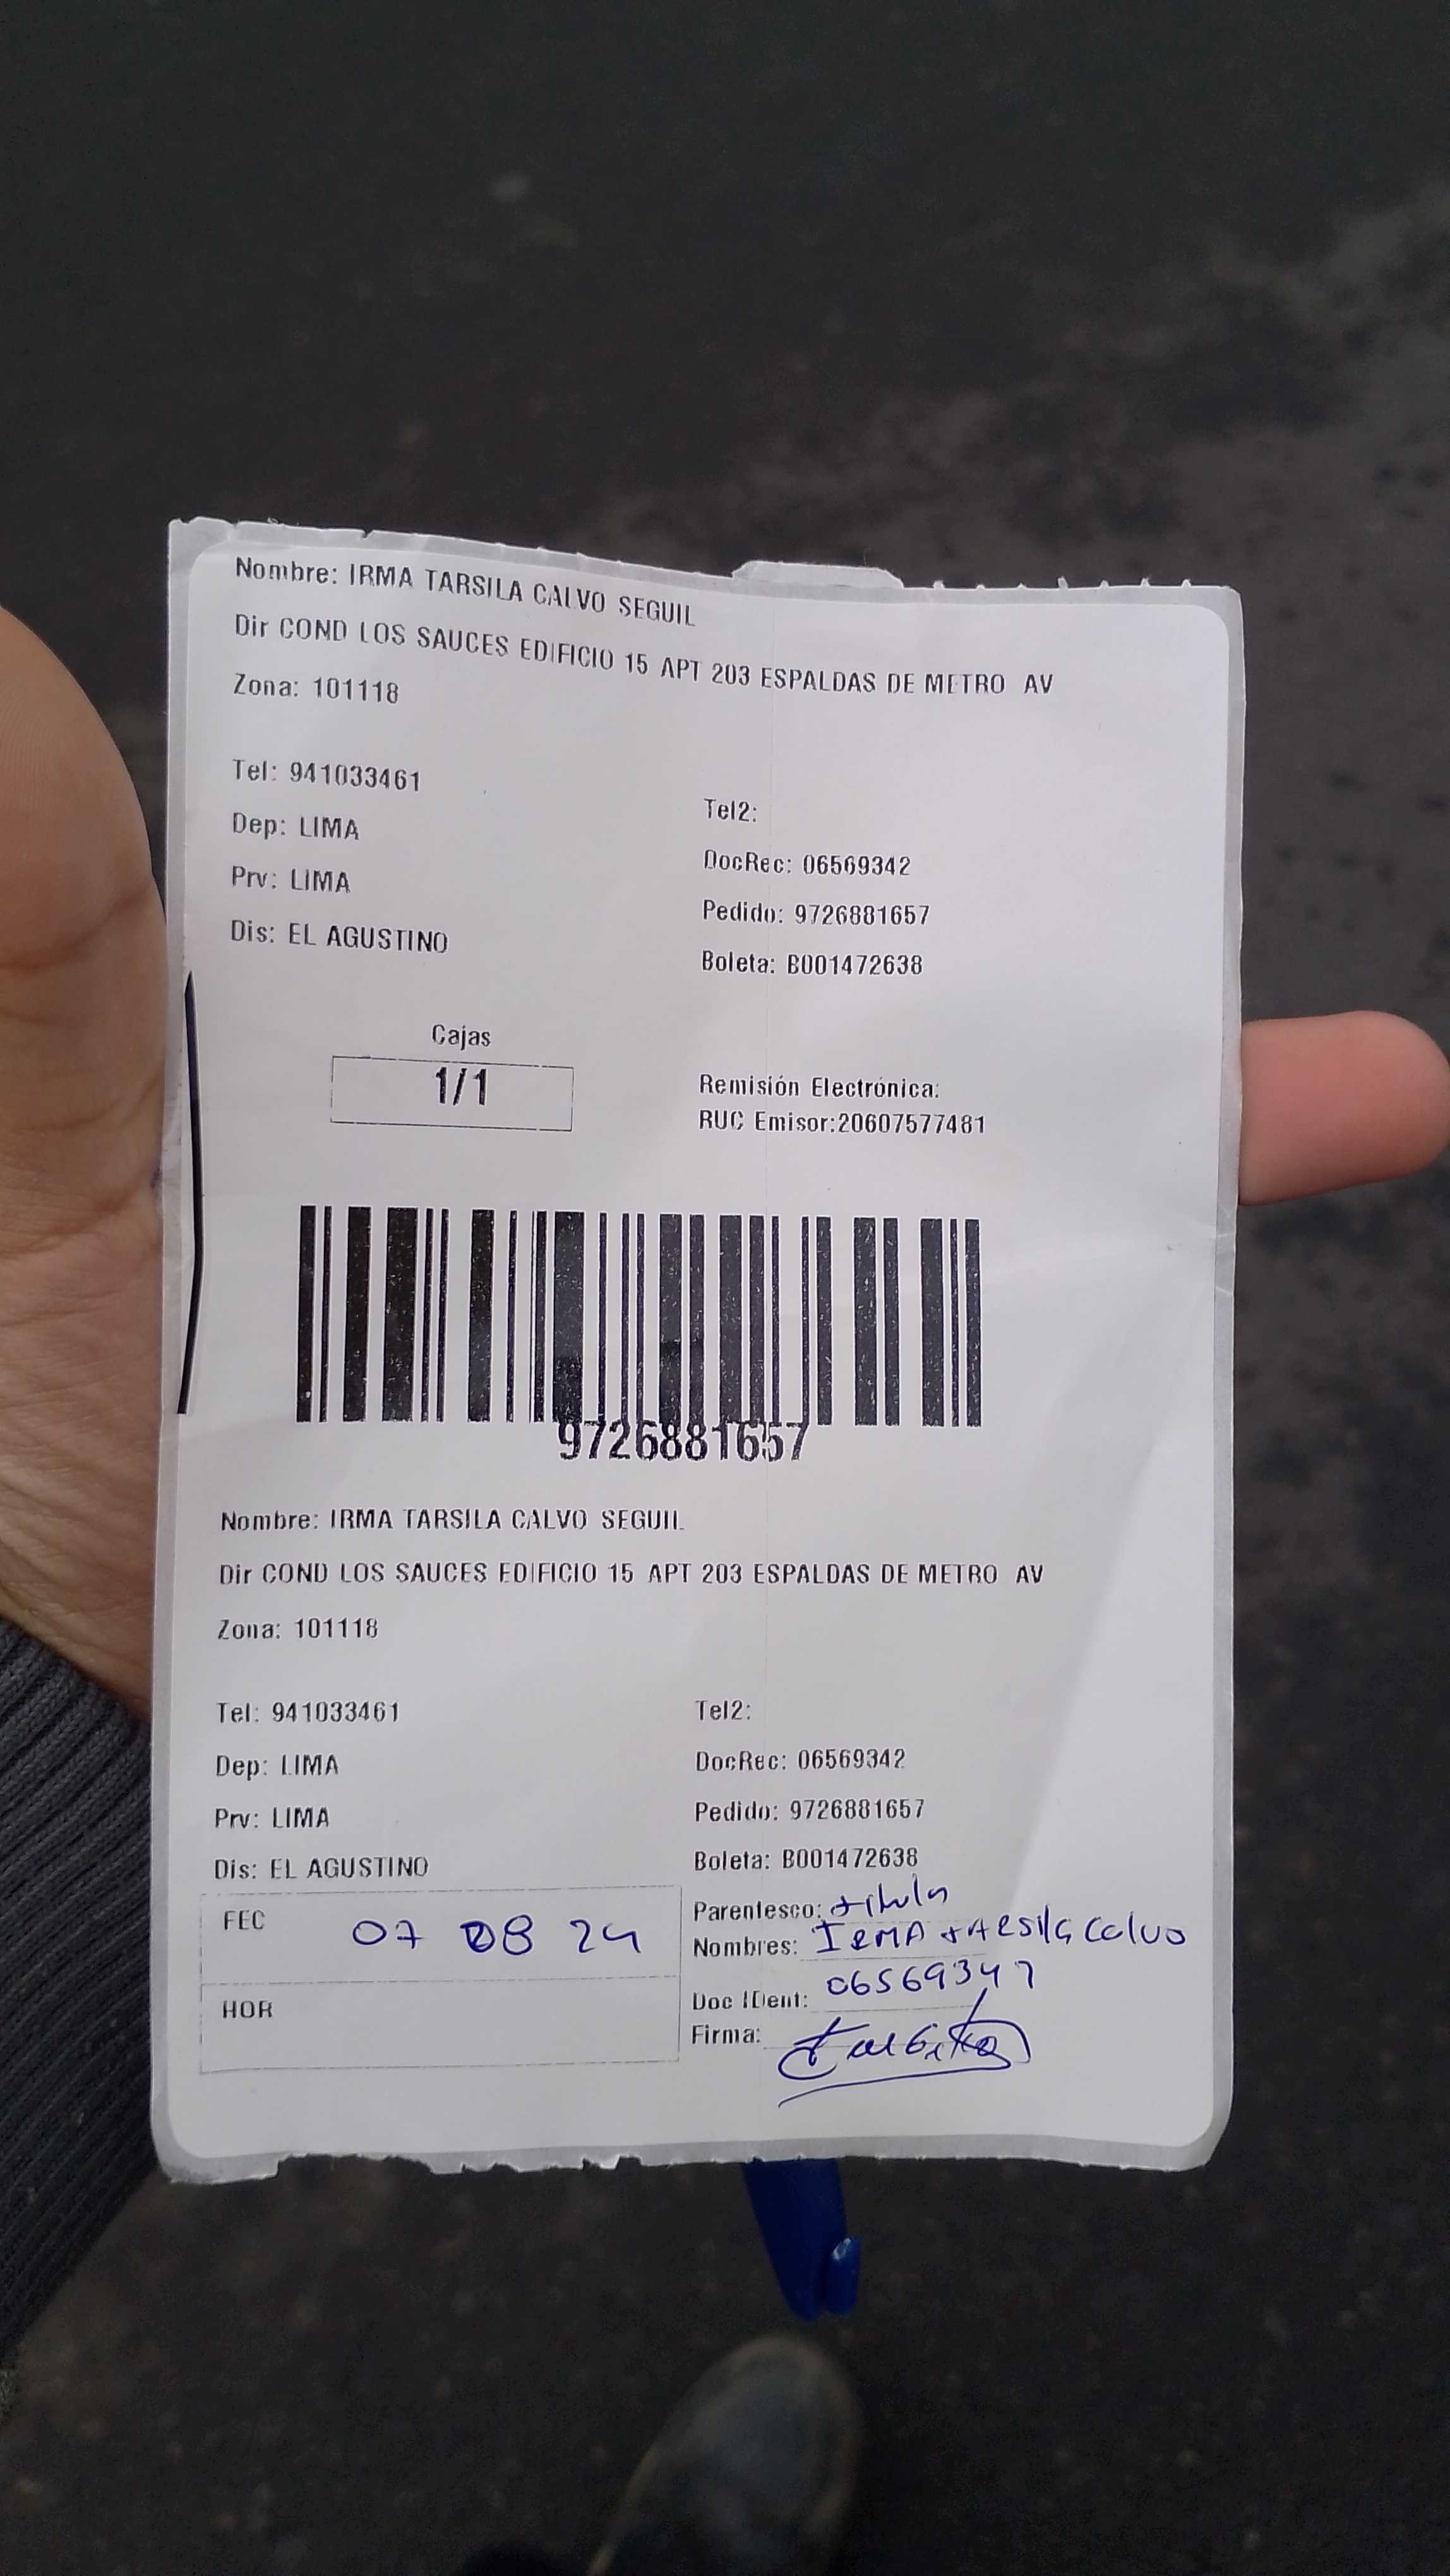 Nombre: IRMA TARSILA CALVO SEGUIL
Dir COND LOS SAUCES EDIFICIO 15 APT 203 ESPALDAS DE METRO AV
Zona: 101118
Tel: 941033461
Tel2:
Dep: LIMA
DocRec: 06569342
Prv: LIMA
Pedido: 9726881657
Dis: EL AGUSTINO
Boleta: B001472638
Cajas
1/1
Remisión Electrónica:
RUC Emisor:20607577481
9726881657
Nombre: IRMA TARSILA CALVO SEGUIL
Dir COND LOS SAUCES EDIFICIO 15 APT 203 ESPALDAS DE METRO AV
Zona: 101118
Tel: 941033461
Tel2:
Dep: LIMA
DocRec: 06569342
Prv: LIMA
Pedido: 9726881657
Dis: EL AGUSTINO
Boleta: B001472638
FEC 07 08 24
Parentesco:
Nombres: IRMA tARSilA Calvo
HOR
Doc IDent:
Firma: